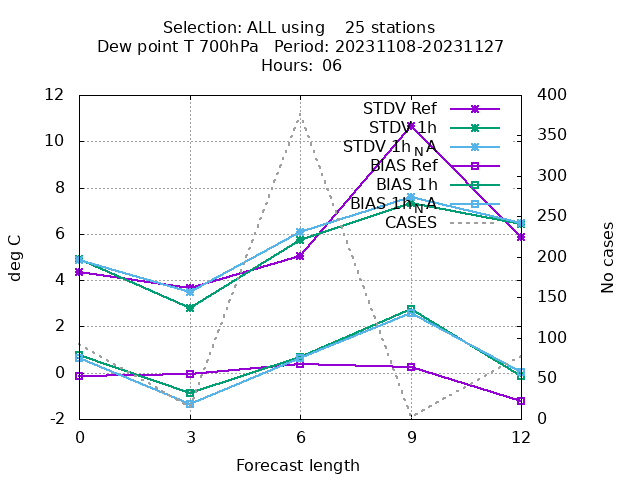 Selection: ALL using    25 stations
Dew point T 700hPa   Period: 20231108-20231127
Hours: 06
12
10
8
6
4
2
0
-2
400
350
300
250
200
150
100
50
0
deg C
No cases
STDV Ref
STDV 1h
STDV 1h_N A
BIAS Ref
BIAS 1h
BIAS 1h_N A
CASES
0 3 6 9 12
Forecast length